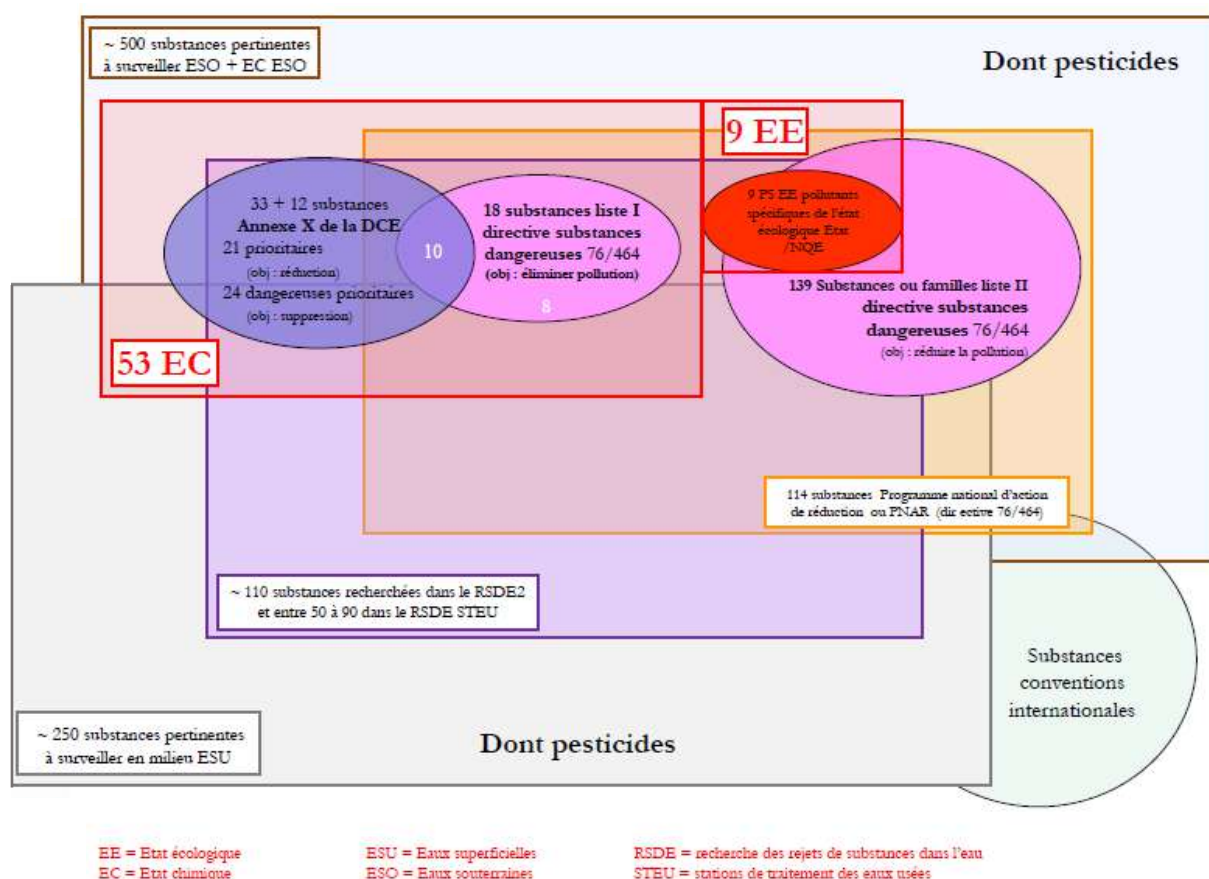 ~ 500 substances pertinentes
à surveiller ESO + EC ESO
Dont pesticides
9 EE
33 + 12 substances
Annexe X de la DCE
21 prioritaires
(obj : réduction)
24 dangereuses prioritaires
(obj : suppression)
10
18 substances liste I
directive substances
dangereuses 76/464
(obj : éliminer pollution)
8
9 PS EE pollutants
spécifiques de l'état
écologique Etat
/NQE
139 Substances ou familles liste II
directive substances
dangereuses 76/464
(obj : réduire la pollution)
53 EC
114 substances Programme national d'action
de réduction ou PNAR (dir ective 76/464)
~ 110 substances recherchées dans le RSDE2
et entre 50 à 90 dans le RSDE STEU
Substances
conventions
internationales
~ 250 substances pertinentes
à surveiller en milieu ESU
Dont pesticides
EE = Etat écologique
EC = Etat chimique
ESU = Eaux superficielles
ESO = Eaux souterraines
RSDE = recherche des rejets de substances dans l'eau
STEU = stations de traitement des eaux usées